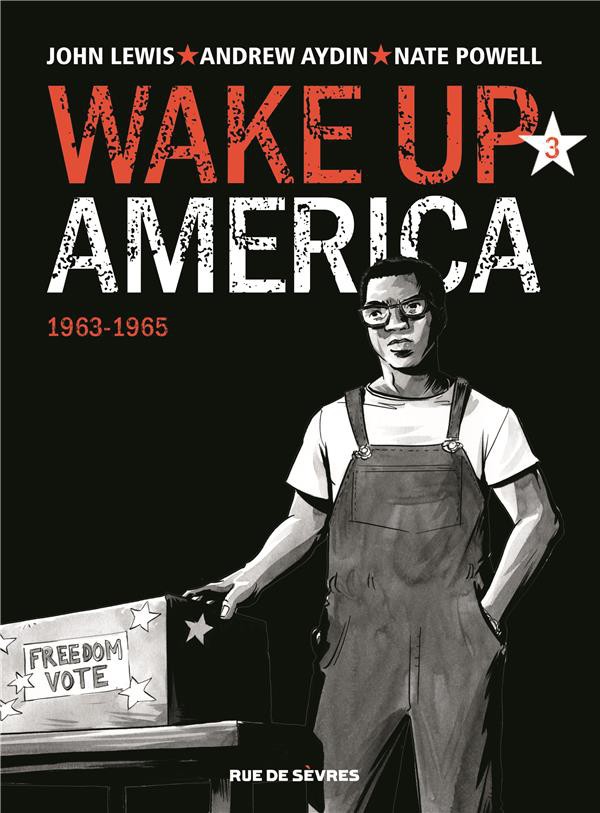 JOHN LEWIS★ANDREW AYDIN★NATE POWELL
WAKE UP
3
AMERICA
1963-1965
FREEDOM
VOTE
RUE DE SÈVRES